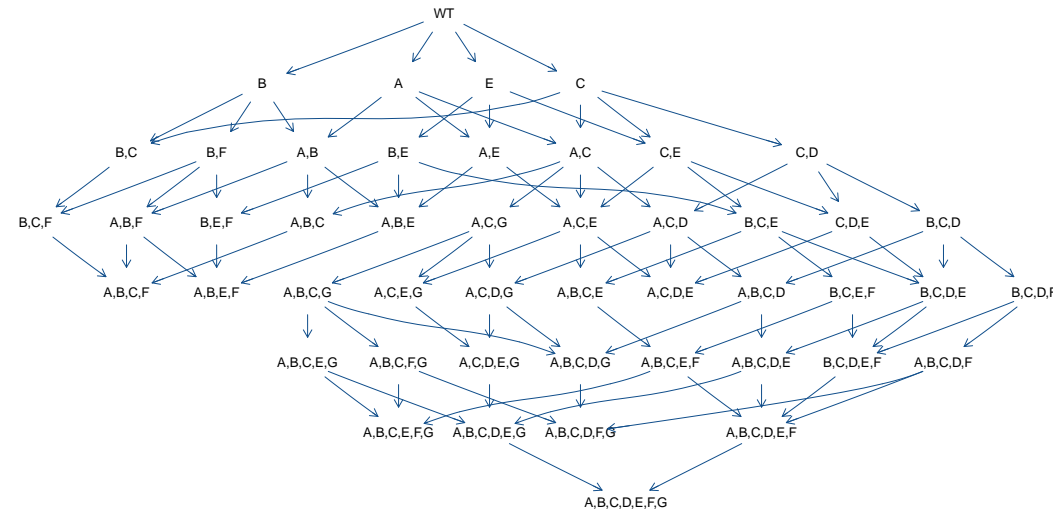 WT
B A E C
B,C B,F A,B B,E A,E A,C C,E C,D
B,C,F A,B,F B,E,F A,B,C A,B,E A,C,G A,C,E A,C,D B,C,E C,D,E B,C,D
A,B,C,F A,B,E,F A,B,C,G A,C,E,G A,C,D,G A,B,C,E A,C,D,E A,B,C,D B,C,E,F B,C,D,E B,C,D,F
A,B,C,E,G A,B,C,F,G A,C,D,E,G A,B,C,D,G A,B,C,E,F A,B,C,D,E B,C,D,E,F A,B,C,D,F
A,B,C,E,F,G A,B,C,D,E,G A,B,C,D,F,G A,B,C,D,E,F
A,B,C,D,E,F,G